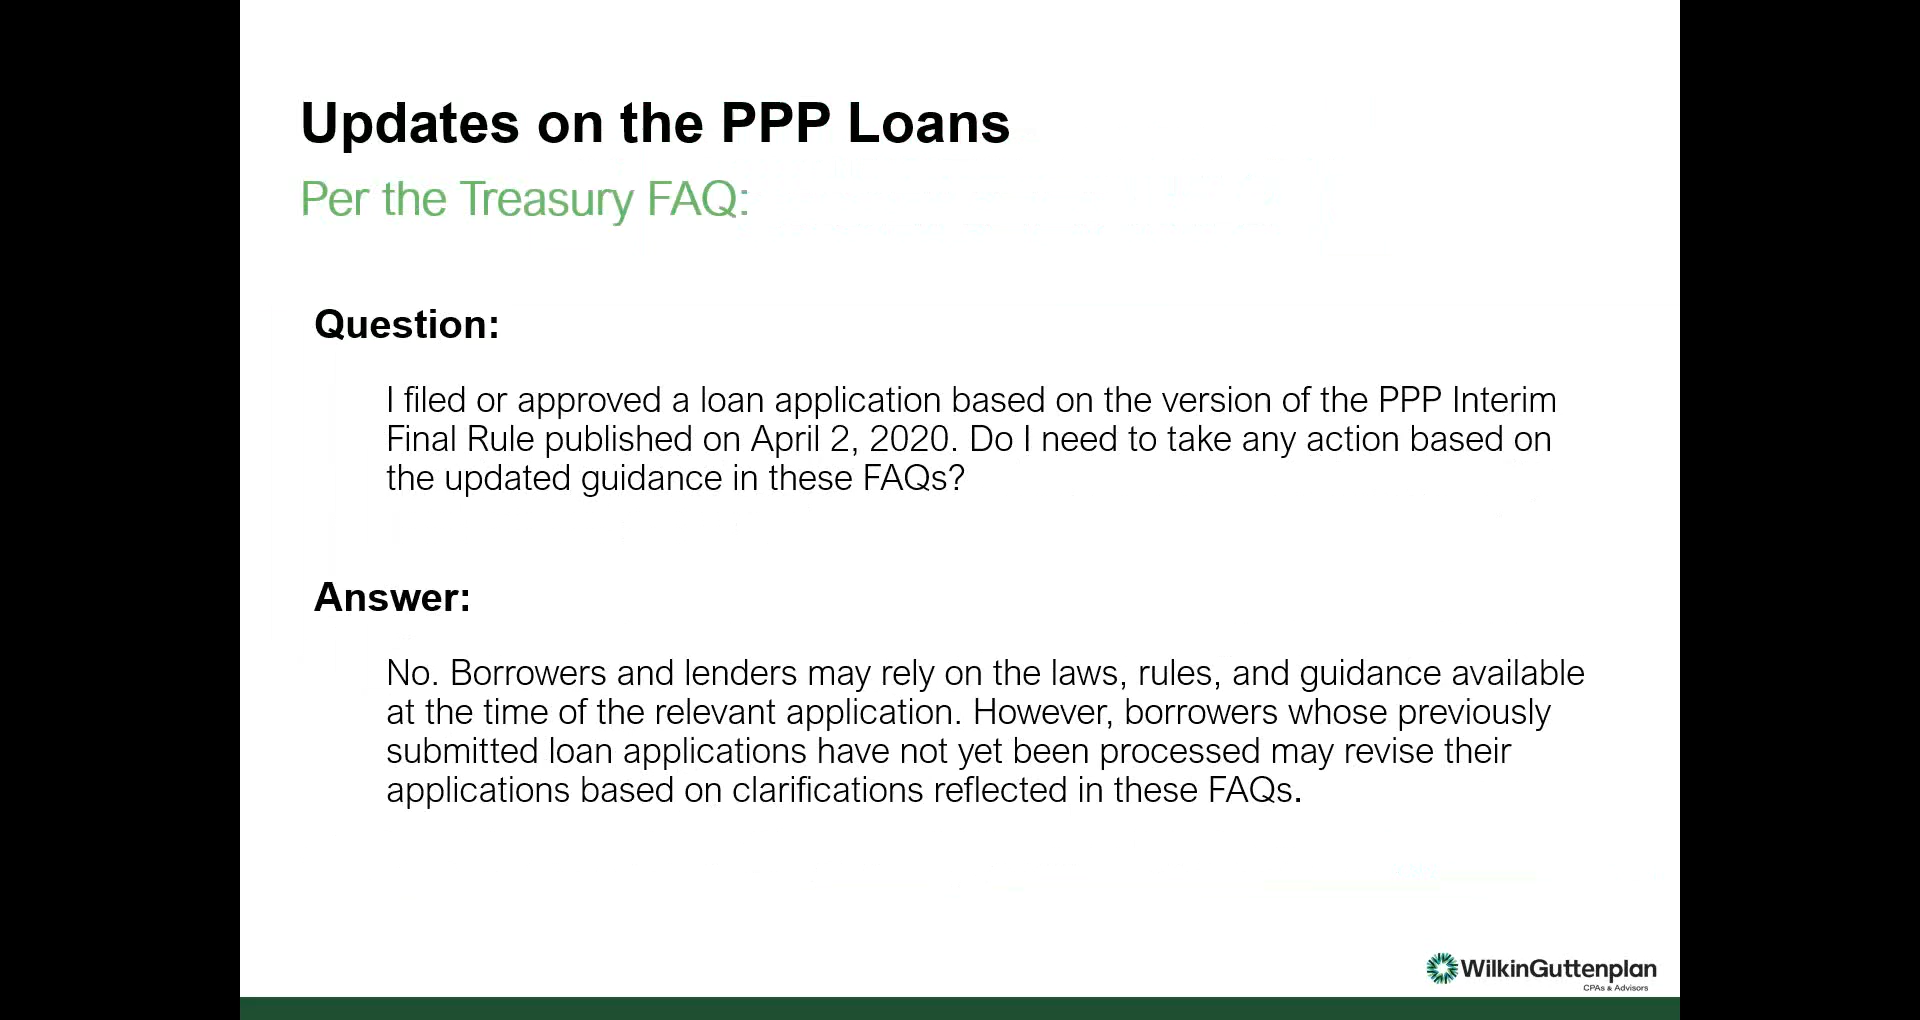 Updates on the PPP Loans
Per the Treasury FAQ:
Question:
I filed or approved a loan application based on the version of the PPP Interim
Final Rule published on April 2, 2020. Do I need to take any action based on
the updated guidance in these FAQs?
Answer:
No. Borrowers and lenders may rely on the laws, rules, and guidance available
at the time of the relevant application. However, borrowers whose previously
submitted loan applications have not yet been processed may revise their
applications based on clarifications reflected in these FAQs.
WilkinGuttenplan
CPAs & Advisors